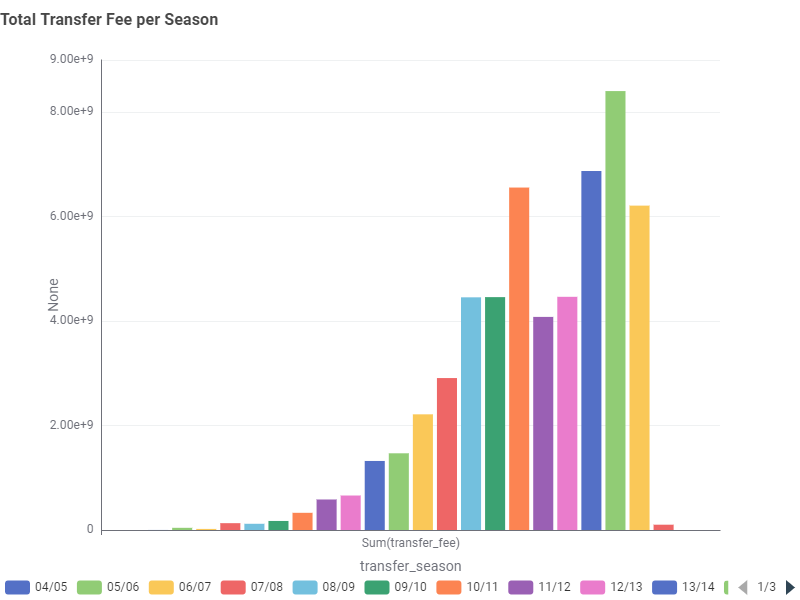 Total Transfer Fee per Season
9.00e+9
8.00e+9
6.00e+9
4.00e+9
2.00e+9
0
None
Sum(transfer_fee)
transfer_season
04/05 05/06 06/07 07/08 08/09 09/10 10/11 11/12 12/13 13/14 1/3